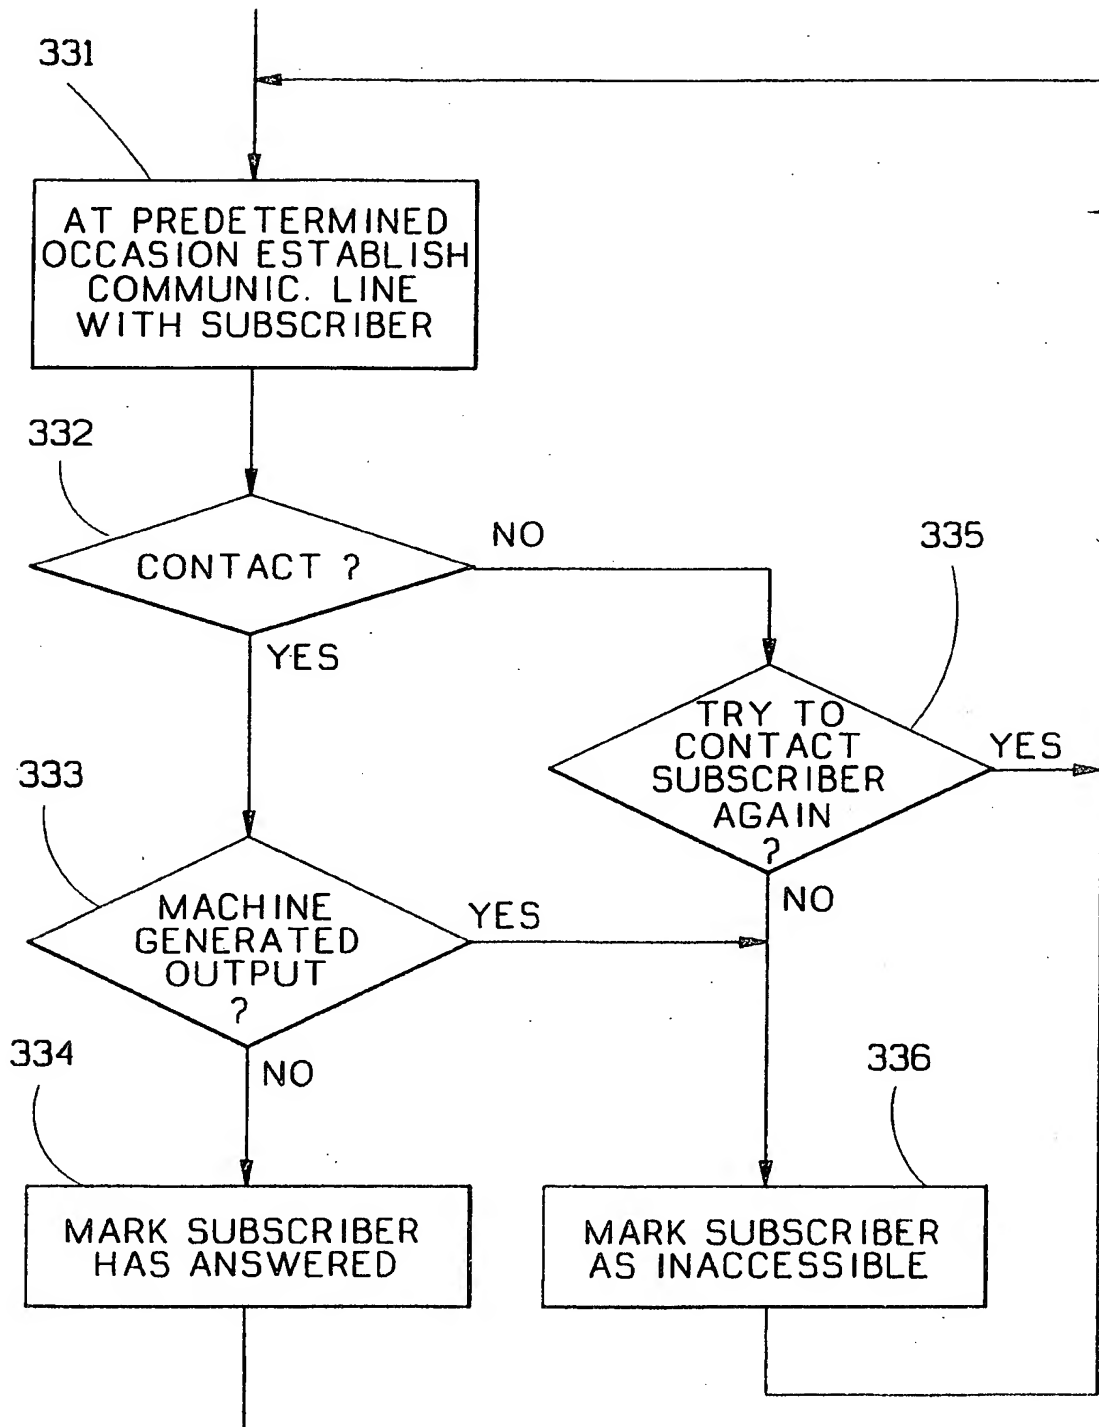 331
AT PREDETERMINED
OCCASION ESTABLISH
COMMUNIC. LINE
WITH SUBSCRIBER
332
CONTACT ?
NO
YES
335
TRY TO
CONTACT
SUBSCRIBER
AGAIN
?
YES
NO
333
MACHINE
GENERATED
OUTPUT
?
YES
NO
334
MARK SUBSCRIBER
HAS ANSWERED
336
MARK SUBSCRIBER
AS INACCESSIBLE